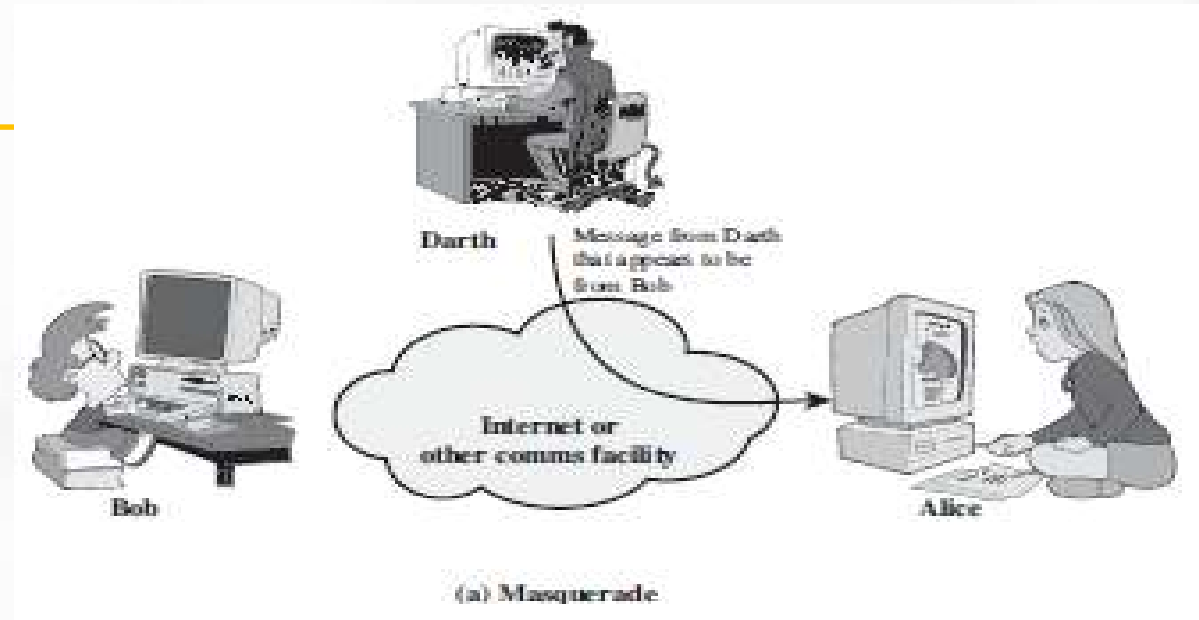 Darth
Message from Darth
that appears to be
from Bob
Internet or
other comms facility
Bob
Alice
(a) Masquerade